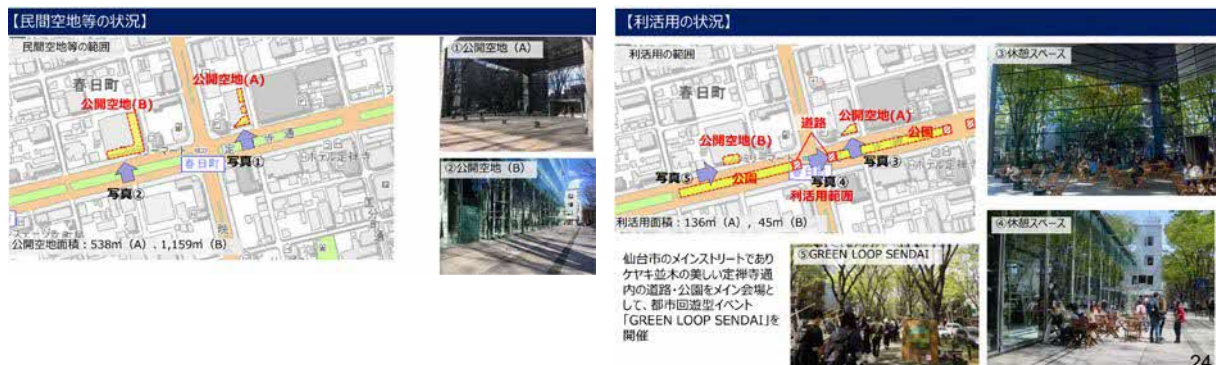 【民間空地等の状況】
民間空地等の範囲
春日町
公開空地(A)
公開空地(B)
定禅寺通
春日町
写真①
写真②
公開空地面積：538㎡（A）、1,159㎡（B）
①公開空地（A）
②公開空地（B）
【利活用の状況】
利活用の範囲
春日町
道路
公開空地(A)
公園
公開空地(B)
写真③
写真⑤
公園
春日町
写真④
利活用範囲
利活用面積：136㎡（A）, 45㎡（B）
仙台市のメインストリートであり
ケヤキ並木の美しい定禅寺通
内の道路・公園をメイン会場と
して、都市回遊型イベント
「GREEN LOOP SENDAI」を
開催
③休憩スペース
④休憩スペース
⑤GREEN LOOP SENDAI
24